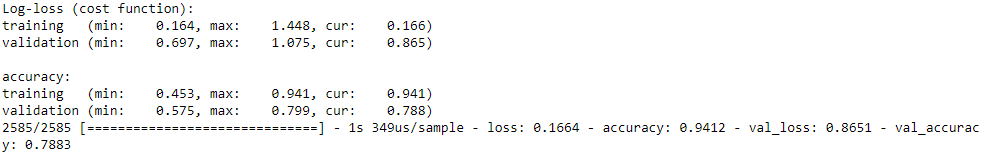 Log-loss (cost function):
training   (min:    0.164, max:    1.448, cur:    0.166)
validation (min:    0.697, max:    1.075, cur:    0.865)

accuracy:
training   (min:    0.453, max:    0.941, cur:    0.941)
validation (min:    0.575, max:    0.799, cur:    0.788)
2585/2585 [==============================] - 1s 349us/sample - loss: 0.1664 - accuracy: 0.9412 - val_loss: 0.8651 - val_accurac
y: 0.7883